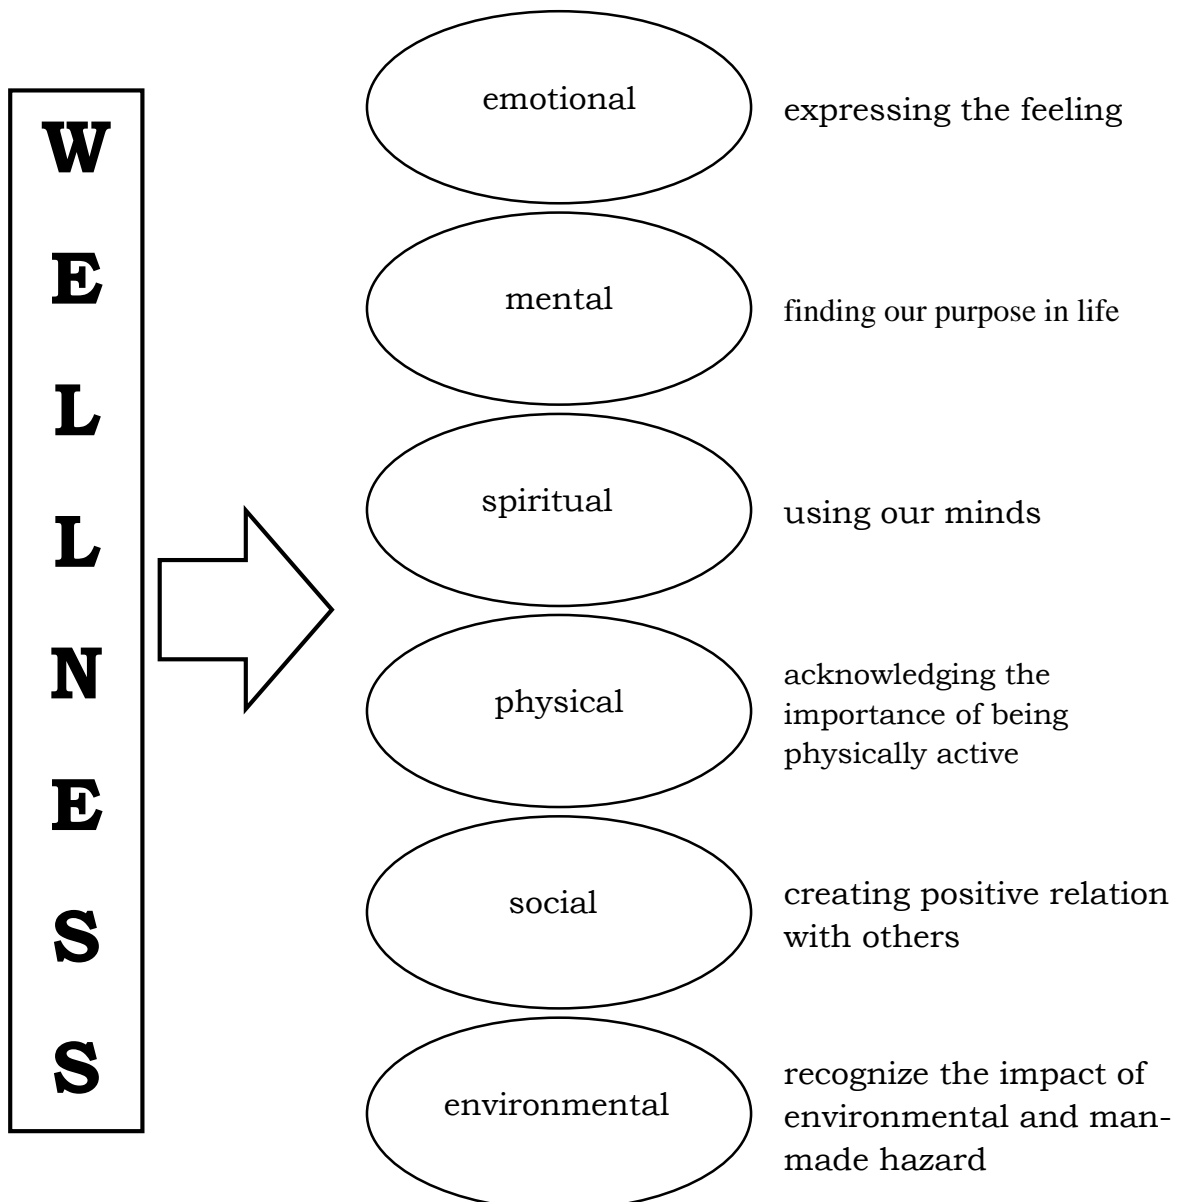 WELLNESS
emotional
expressing the feeling
mental
finding our purpose in life
spiritual
using our minds
physical
acknowledging the
importance of being
physically active
social
creating positive relation
with others
environmental
recognize the impact of
environmental and man-
made hazard